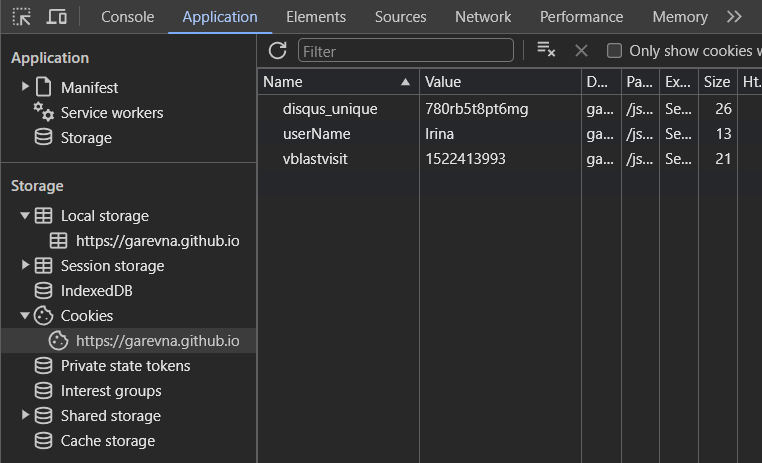 Console Application Elements Sources Network Performance Memory
Application
Manifest
Service workers
Storage
Storage
Local storage
https://garevna.github.io
Session storage
IndexedDB
Cookies
https://garevna.github.io
Private state tokens
Interest groups
Shared storage
Cache storage
Filter Only show cookies w
Name Value D... Pa... Ex... Size Ht.
disqus_unique 780rb5t8pt6mg ga... /js... Se... 26
userName Irina ga... /js... Se... 13
vblastvisit 1522413993 ga... /js... Se... 21